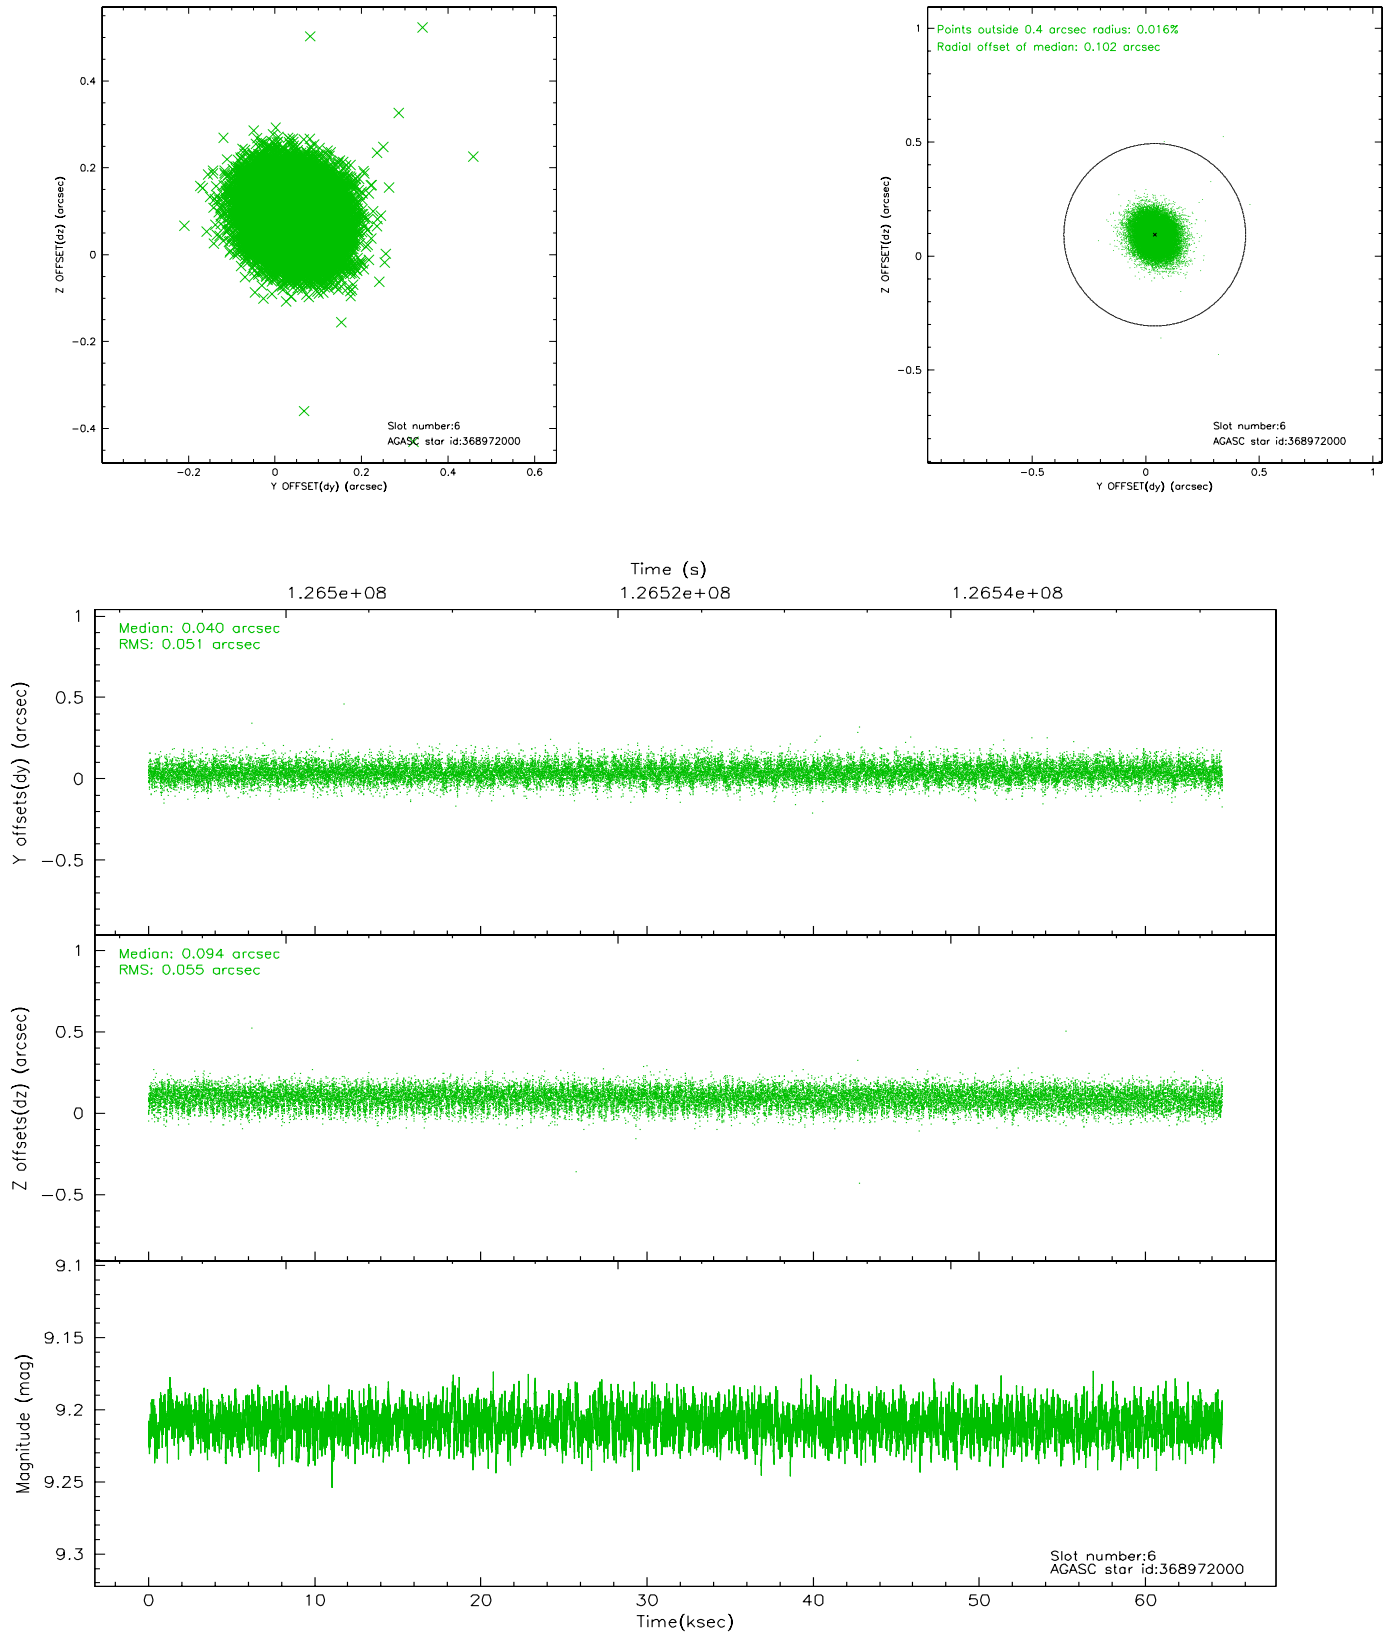 0.4
0.2
0
−0.2
−0.4
Z OFFSET(dz) (arcsec)
Slot number:6
AGASC star id:368972000
−0.2 0 0.2 0.4 0.6
Y OFFSET(dy) (arcsec)
Points outside 0.4 arcsec radius: 0.016%
Radial offset of median: 0.102 arcsec
1
0.5
0
−0.5
Z OFFSET(dz) (arcsec)
Slot number:6
AGASC star id:368972000
−0.5 0 0.5 1
Y OFFSET(dy) (arcsec)
Time (s)
1.265e+08 1.2652e+08 1.2654e+08
Median: 0.040 arcsec
RMS: 0.051 arcsec
1
0.5
0
−0.5
Y offsets(dy) (arcsec)
Median: 0.094 arcsec
RMS: 0.055 arcsec
1
0.5
0
−0.5
Z offsets(dz) (arcsec)
9.1
9.15
9.2
9.25
9.3
Magnitude (mag)
Slot number:6
AGASC star id:368972000
0 10 20 30 40 50 60
Time(ksec)